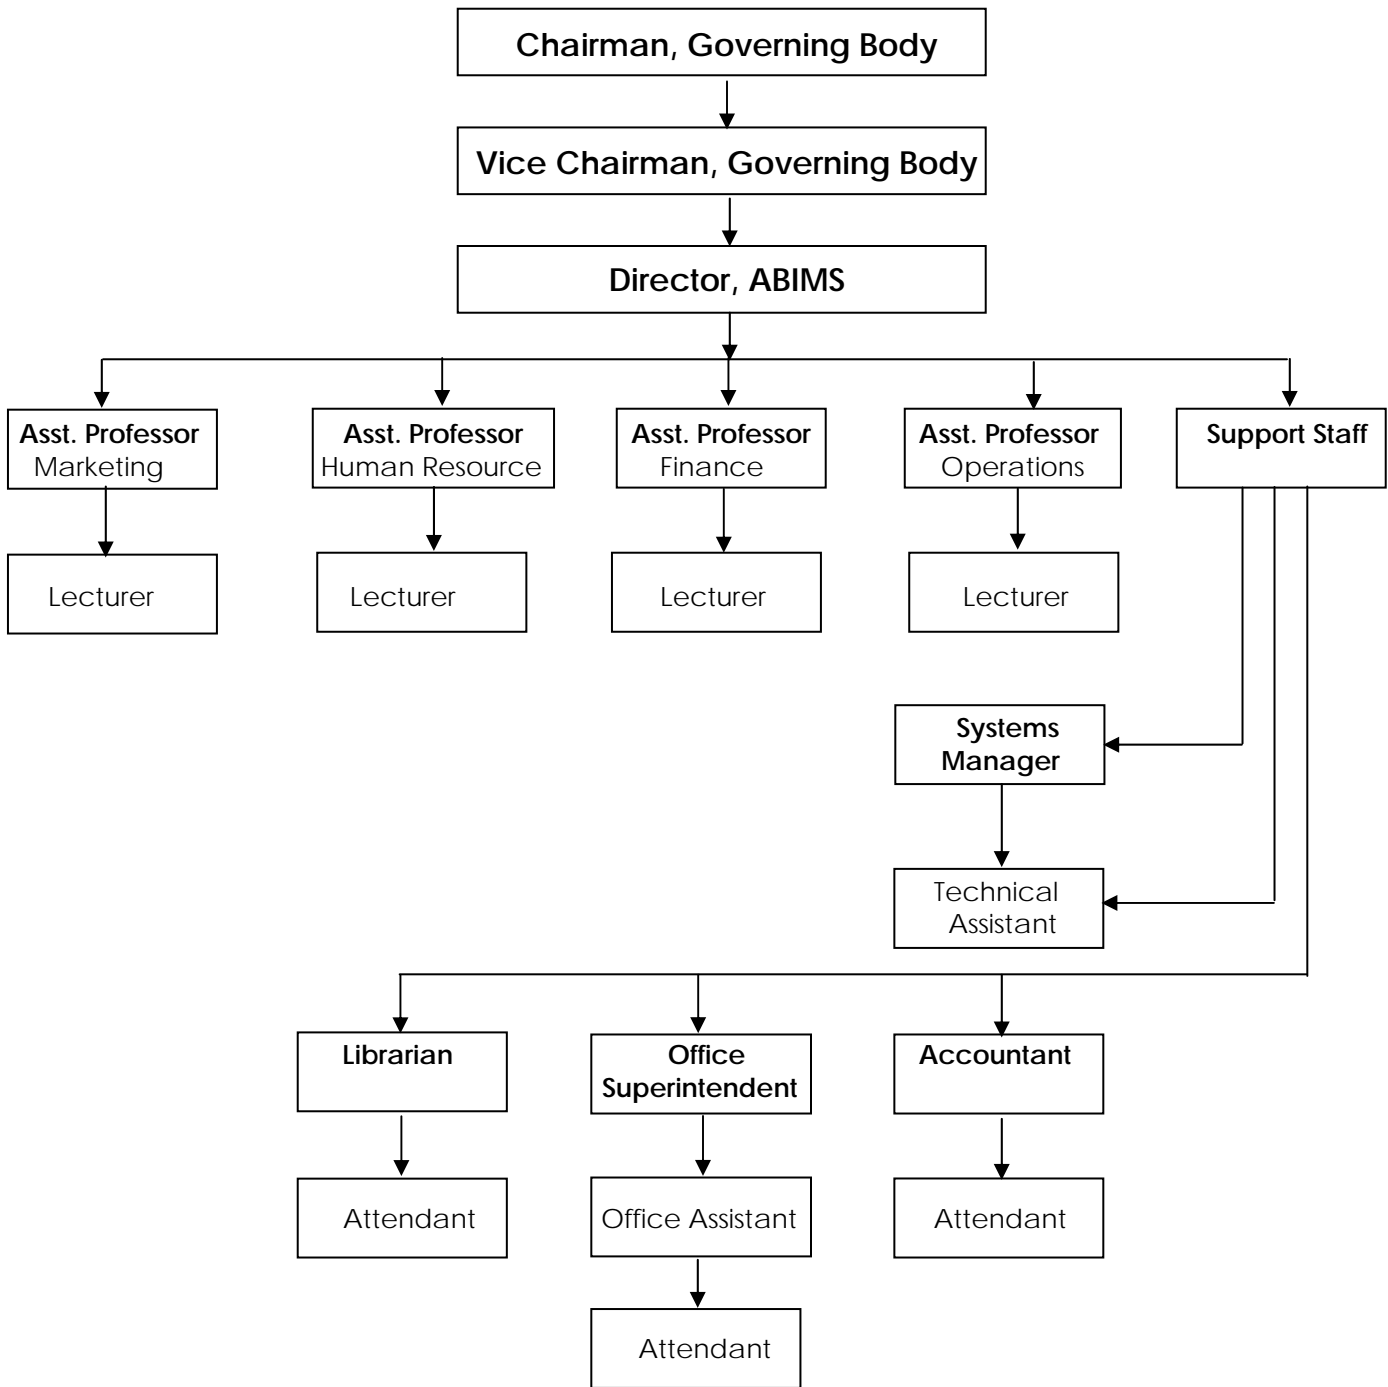 Chairman, Governing Body
Vice Chairman, Governing Body
Director, ABIMS
Asst. Professor
Marketing
Asst. Professor
Human Resource
Asst. Professor
Finance
Asst. Professor
Operations
Support Staff
Lecturer
Lecturer
Lecturer
Lecturer
Systems
Manager
Technical
Assistant
Librarian
Office
Superintendent
Accountant
Attendant
Office Assistant
Attendant
Attendant